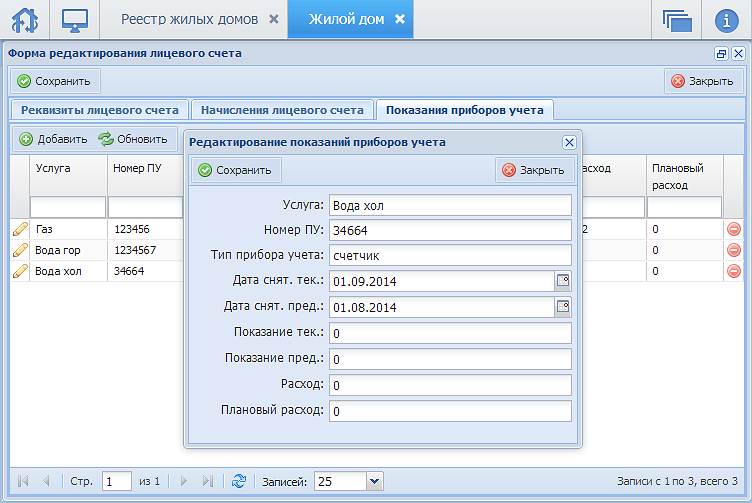 Реестр жилых домов Жилой дом
Форма редактирования лицевого счета
Сохранить Закрыть
Реквизиты лицевого счета Начисления лицевого счета Показания приборов учета
Добавить Обновить
Услуга Номер ПУ Плановый расход
Газ 123456 2 0
Вода гор 1234567 0
Вода хол 34664 0
Редактирование показаний приборов учета
Сохранить Закрыть
Услуга: Вода хол
Номер ПУ: 34664
Тип прибора учета: счетчик
Дата снят. тек.: 01.09.2014
Дата снят. пред.: 01.08.2014
Показание тек.: 0
Показание пред.: 0
Расход: 0
Плановый расход: 0
Стр. 1 из 1 Записей: 25 Записи с 1 по 3, всего 3